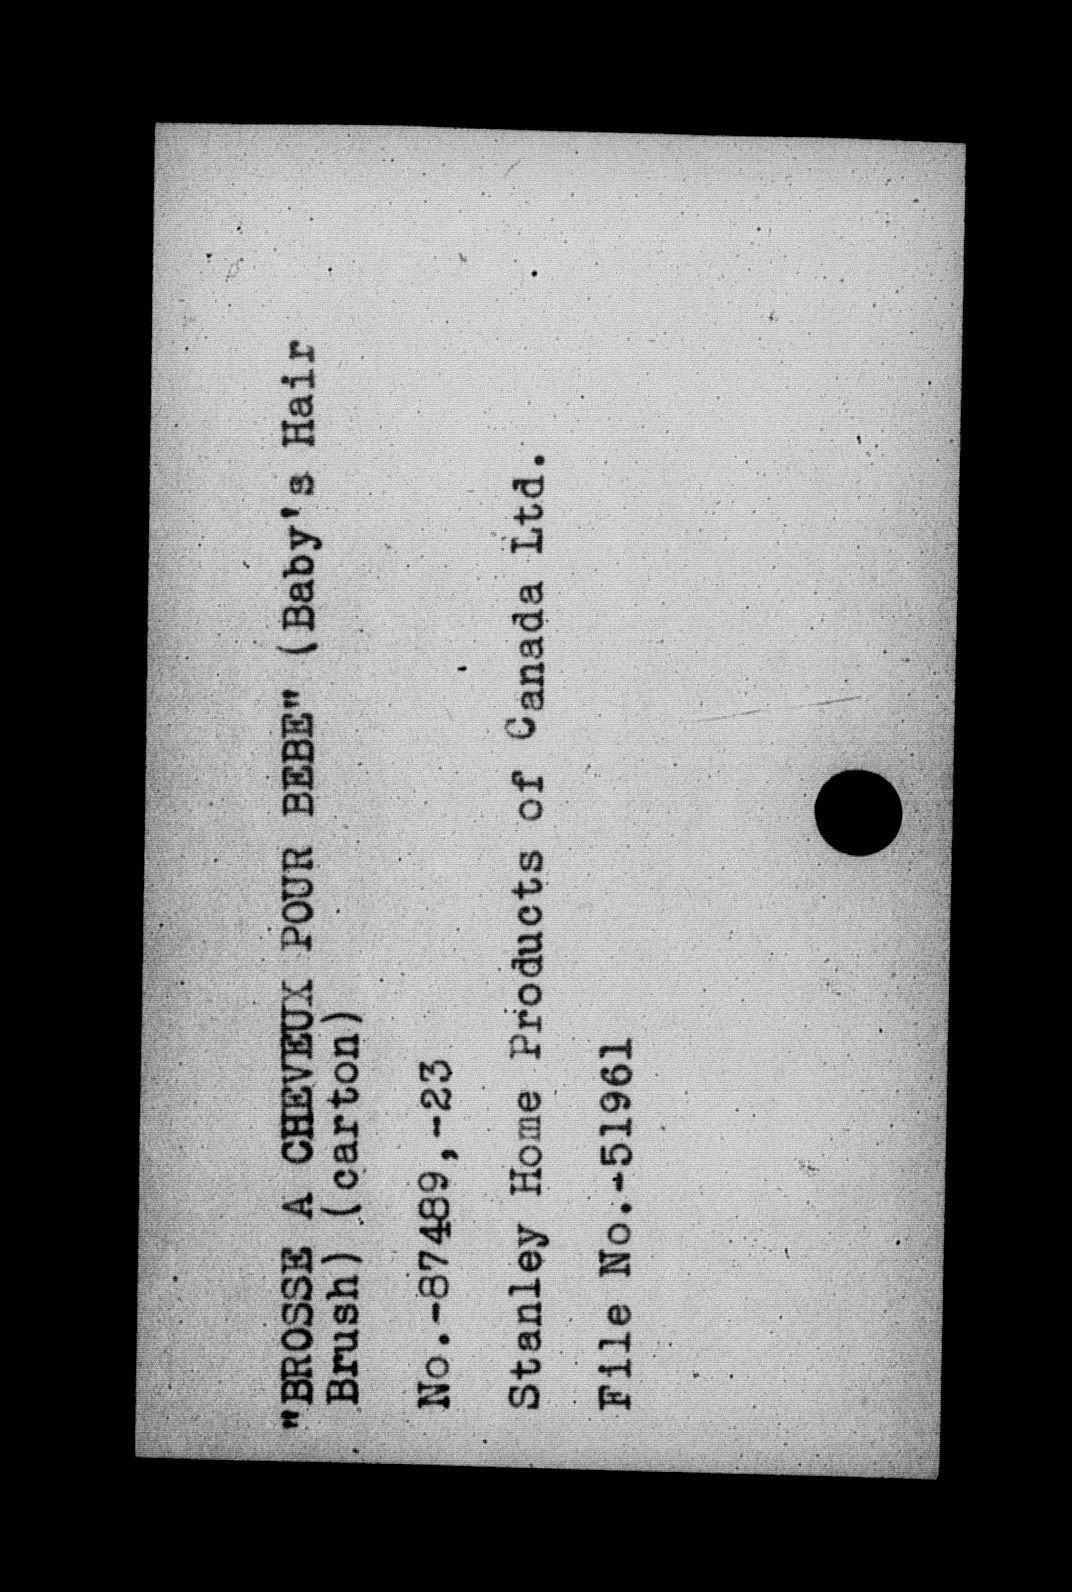 "BROSSE A CHEVEUX POUR BEBE" (Baby's Hair
Brush) (carton)
No.-87489,-23
Stanley Home Products of Canada Ltd.
File No.-51961